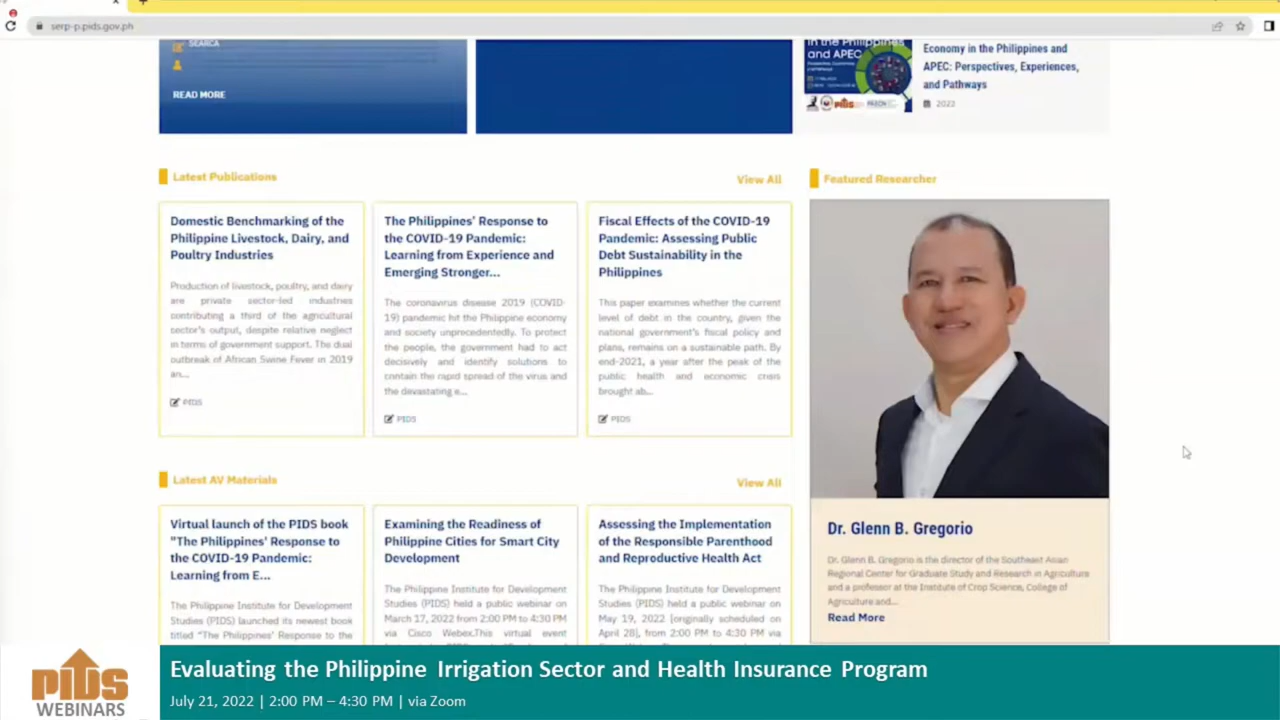 serp-p.pids.gov.ph
SEARCA
READ MORE
in the Philippines
and APEC
Economy in the Philippines and
APEC: Perspectives, Experiences,
and Pathways
2022
Latest Publications
View All
Domestic Benchmarking of the
Philippine Livestock, Dairy, and
Poultry Industries
Production of livestock, poultry, and dairy
are private sector-led industries
contributing a third of the agricultural
sector's output, despite relative neglect
in terms of government support. The dual
outbreak of African Swine Fever in 2019
an...
PIDS
The Philippines' Response to
the COVID-19 Pandemic:
Learning from Experience and
Emerging Stronger...
The coronavirus disease 2019 (COVID-
19) pandemic hit the Philippine economy
and society unprecedentedly. To protect
the people, the government had to act
decisively and identify solutions to
contain the rapid spread of the virus and
the devastating e...
PIDS
Fiscal Effects of the COVID-19
Pandemic: Assessing Public
Debt Sustainability in the
Philippines
This paper examines whether the current
level of debt in the country, given the
national government's fiscal policy and
plans, remains on a sustainable path. By
end-2021, a year after the peak of the
public health and economic crisis
brought ab...
PIDS
Featured Researcher
Dr. Glenn B. Gregorio
Dr. Glenn B. Gregorio is the director of the Southeast Asian
Regional Center for Graduate Study and Research in Agriculture
and a professor at the Institute of Crop Science, College of
Agriculture and...
Read More
Latest AV Materials
View All
Virtual launch of the PIDS book
"The Philippines' Response to
the COVID-19 Pandemic:
Learning from E...
The Philippine Institute for Development
Studies (PIDS) launched its newest book
titled "The Philippines' Response to the
Examining the Readiness of
Philippine Cities for Smart City
Development
The Philippine Institute for Development
Studies (PIDS) held a public webinar on
March 17, 2022 from 2:00 PM to 4:30 PM
via Cisco Webex.This virtual event
Assessing the Implementation
of the Responsible Parenthood
and Reproductive Health Act
The Philippine Institute for Development
Studies (PIDS) held a public webinar on
May 19, 2022 [originally scheduled on
April 28], from 2:00 PM to 4:30 PM via
PIDS
WEBINARS
Evaluating the Philippine Irrigation Sector and Health Insurance Program
July 21, 2022 | 2:00 PM – 4:30 PM | via Zoom